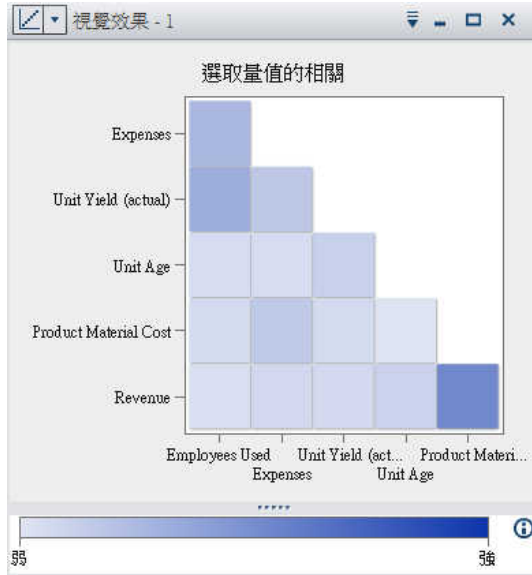 視覺效果 - 1
選取量值的相關
Expenses
Unit Yield (actual)
Unit Age
Product Material Cost
Revenue
Employees Used
Unit Yield (act...
Product Materi...
Expenses
Unit Age
弱
強